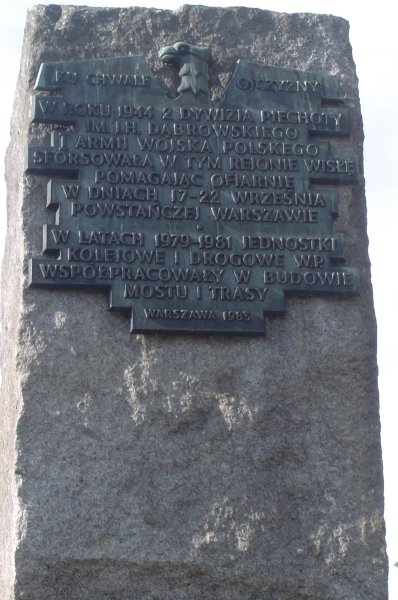 KU CHWALE OJCZYZNY
W ROKU 1944 2 DYWIZJA PIECHOTY
IM. J.H. DĄBROWSKIEGO
I ARMII WOJSKA POLSKIEGO
SFORSOWAŁA W TYM REJONIE WISŁĘ
POMAGAJĄC OFIARNIE
W DNIACH 17-22 WRZEŚNIA
POWSTAŃCZEJ WARSZAWIE
W LATACH 1979-1981 JEDNOSTKI
KOLEJOWE I DROGOWE WP.
WSPÓŁPRACOWAŁY W BUDOWIE
MOSTU I TRASY
WARSZAWA 1983